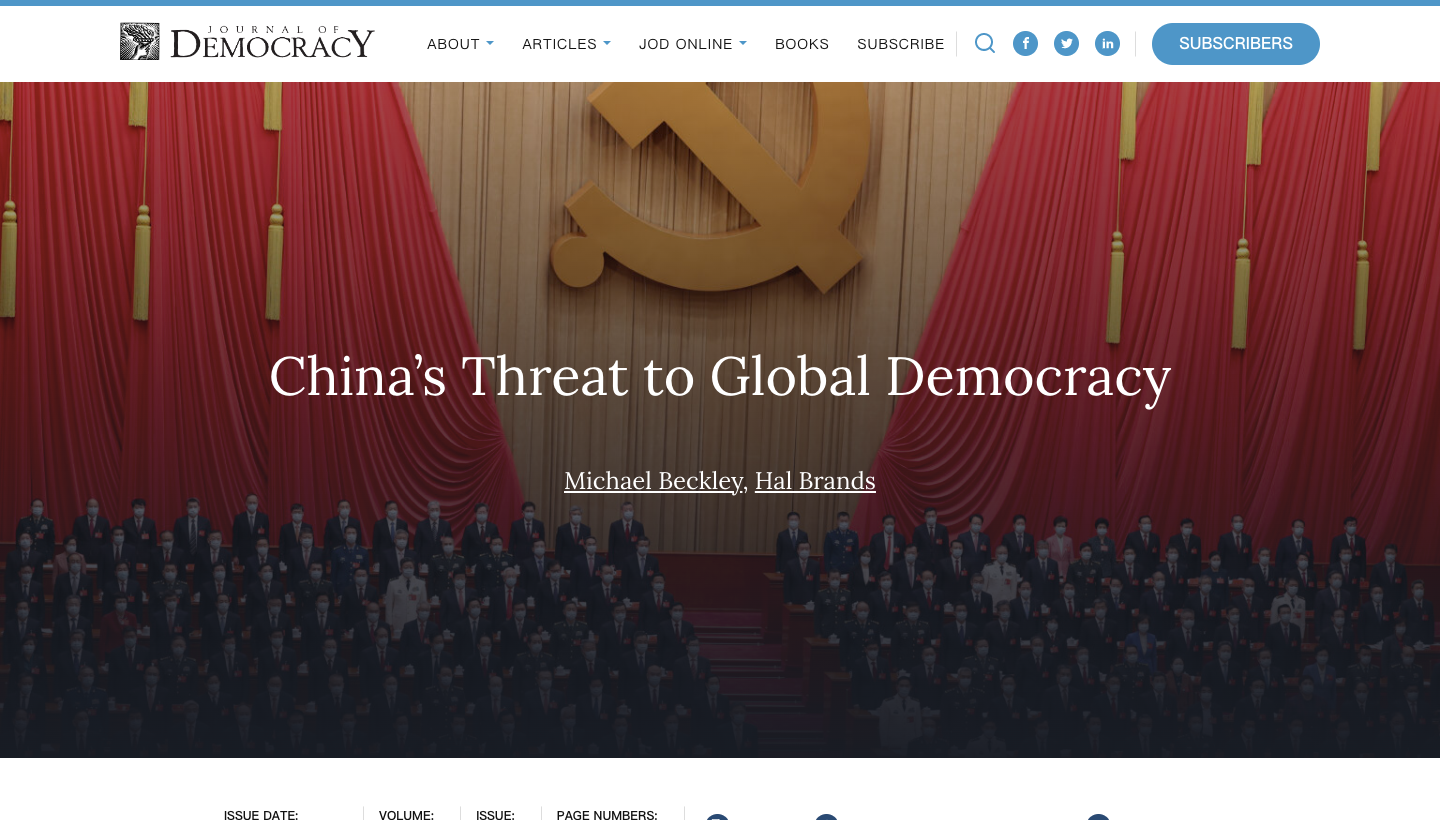 JOURNAL OF
DEMOCRACY
ABOUT
ARTICLES
JOD ONLINE
BOOKS
SUBSCRIBE
SUBSCRIBERS
China’s Threat to Global Democracy
Michael Beckley, Hal Brands
ISSUE DATE:
VOLUME:
ISSUE:
PAGE NUMBERS: